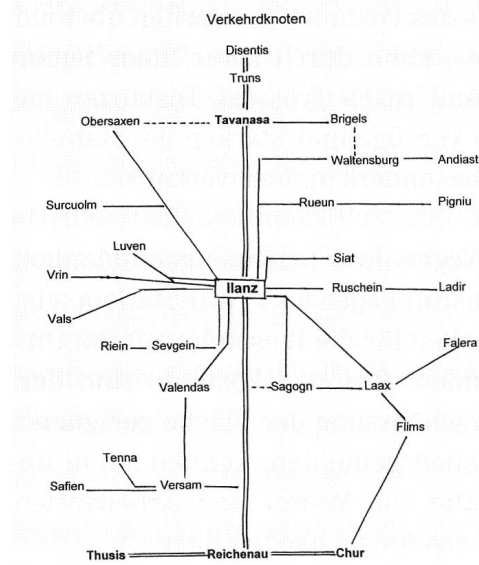 Verkehrdknoten
Disentis
Truns
Obersaxen Tavanasa Brigels
Waltensburg Andiast
Surcuolm Rueun Pigniu
Luven Siat
Vrin Ilanz Ruschein Ladir
Vals
Riein Sevgein Falera
Valendas Sagogn Laax
Flims
Tenna
Safien Versam
Thusis Reichenau Chur